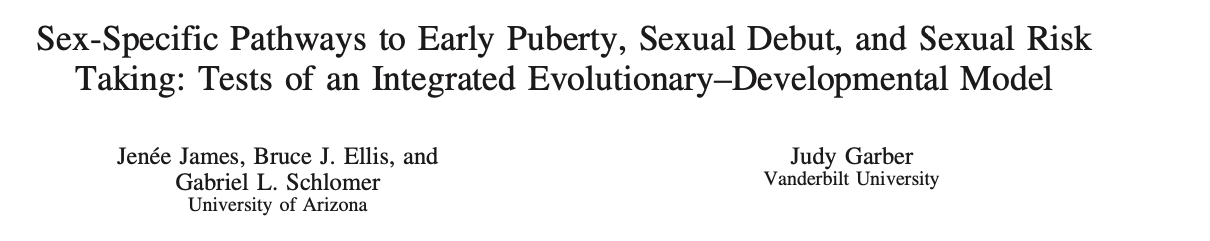 Sex-Specific Pathways to Early Puberty, Sexual Debut, and Sexual Risk
Taking: Tests of an Integrated Evolutionary–Developmental Model
Jenée James, Bruce J. Ellis, and
Gabriel L. Schlomer
University of Arizona
Judy Garber
Vanderbilt University